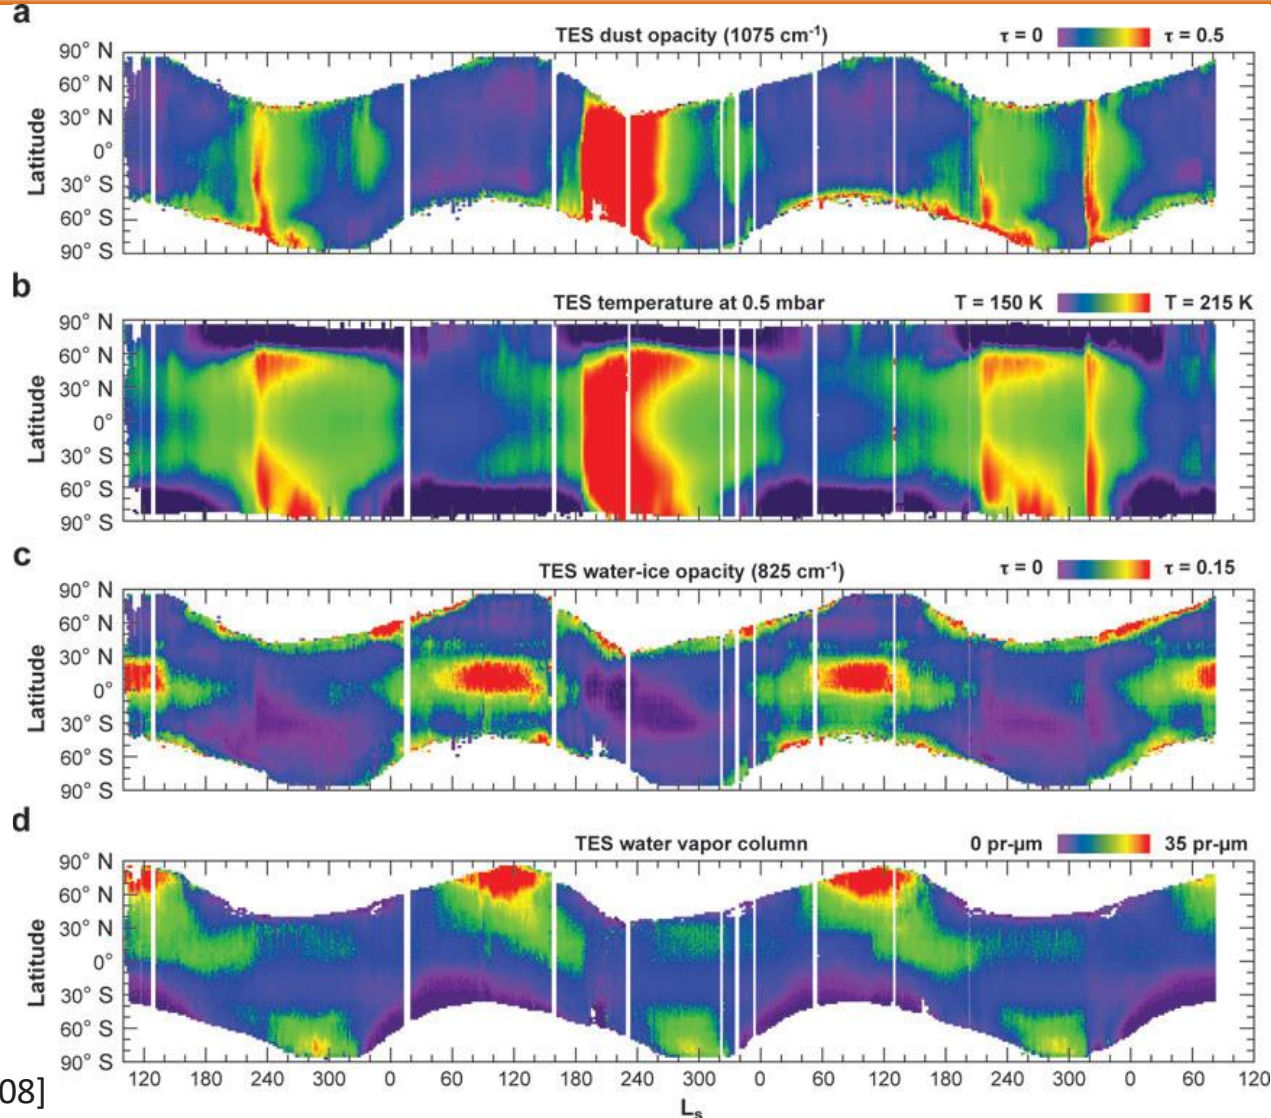 a
TES dust opacity (1075 cm⁻¹) τ = 0 τ = 0.5
90° N
60° N
30° N
0°
30° S
60° S
90° S
Latitude
b
TES temperature at 0.5 mbar T = 150 K T = 215 K
90° N
60° N
30° N
0°
30° S
60° S
90° S
Latitude
c
TES water-ice opacity (825 cm⁻¹) τ = 0 τ = 0.15
90° N
60° N
30° N
0°
30° S
60° S
90° S
Latitude
d
TES water vapor column 0 pr-μm 35 pr-μm
90° N
60° N
30° N
0°
30° S
60° S
90° S
Latitude
120 180 240 300 0 60 120 180 240 300 0 60 120 180 240 300 0 60 120
Lₛ
08]